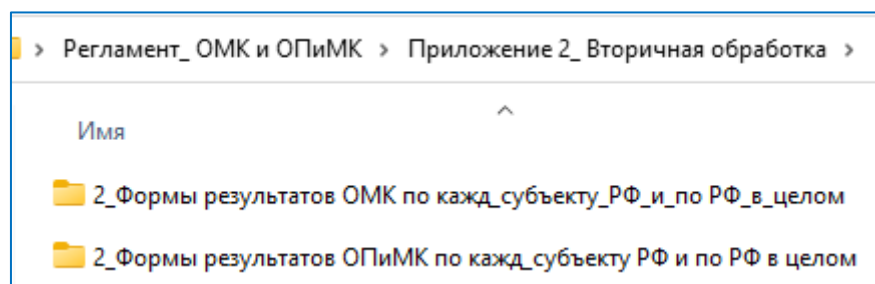 > Регламент_ ОМК и ОПиМК > Приложение 2_ Вторичная обработка >
Имя
2_Формы результатов ОМК по кажд_субъекту_РФ_и_по РФ_в_целом
2_Формы результатов ОПиМК по кажд_субъекту РФ и по РФ в целом